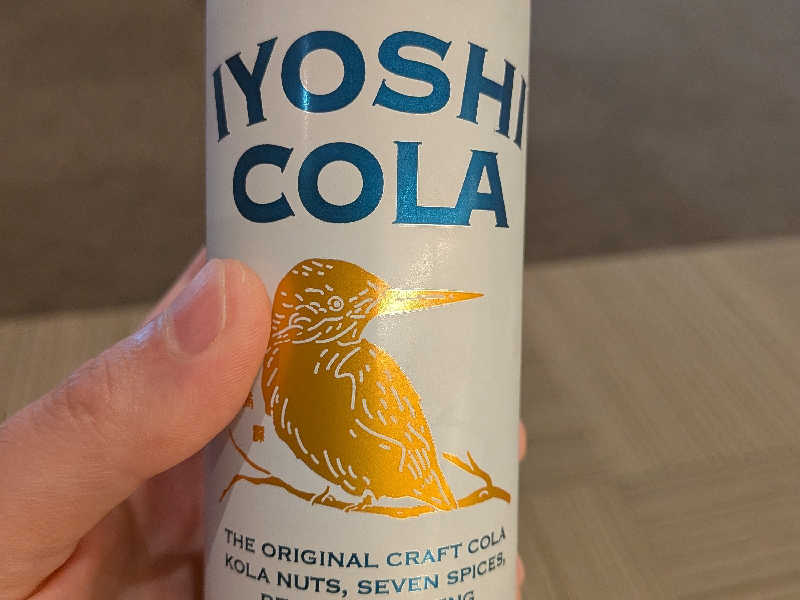 IYOSHI
COLA
THE ORIGINAL CRAFT COLA
KOLA NUTS, SEVEN SPICES,